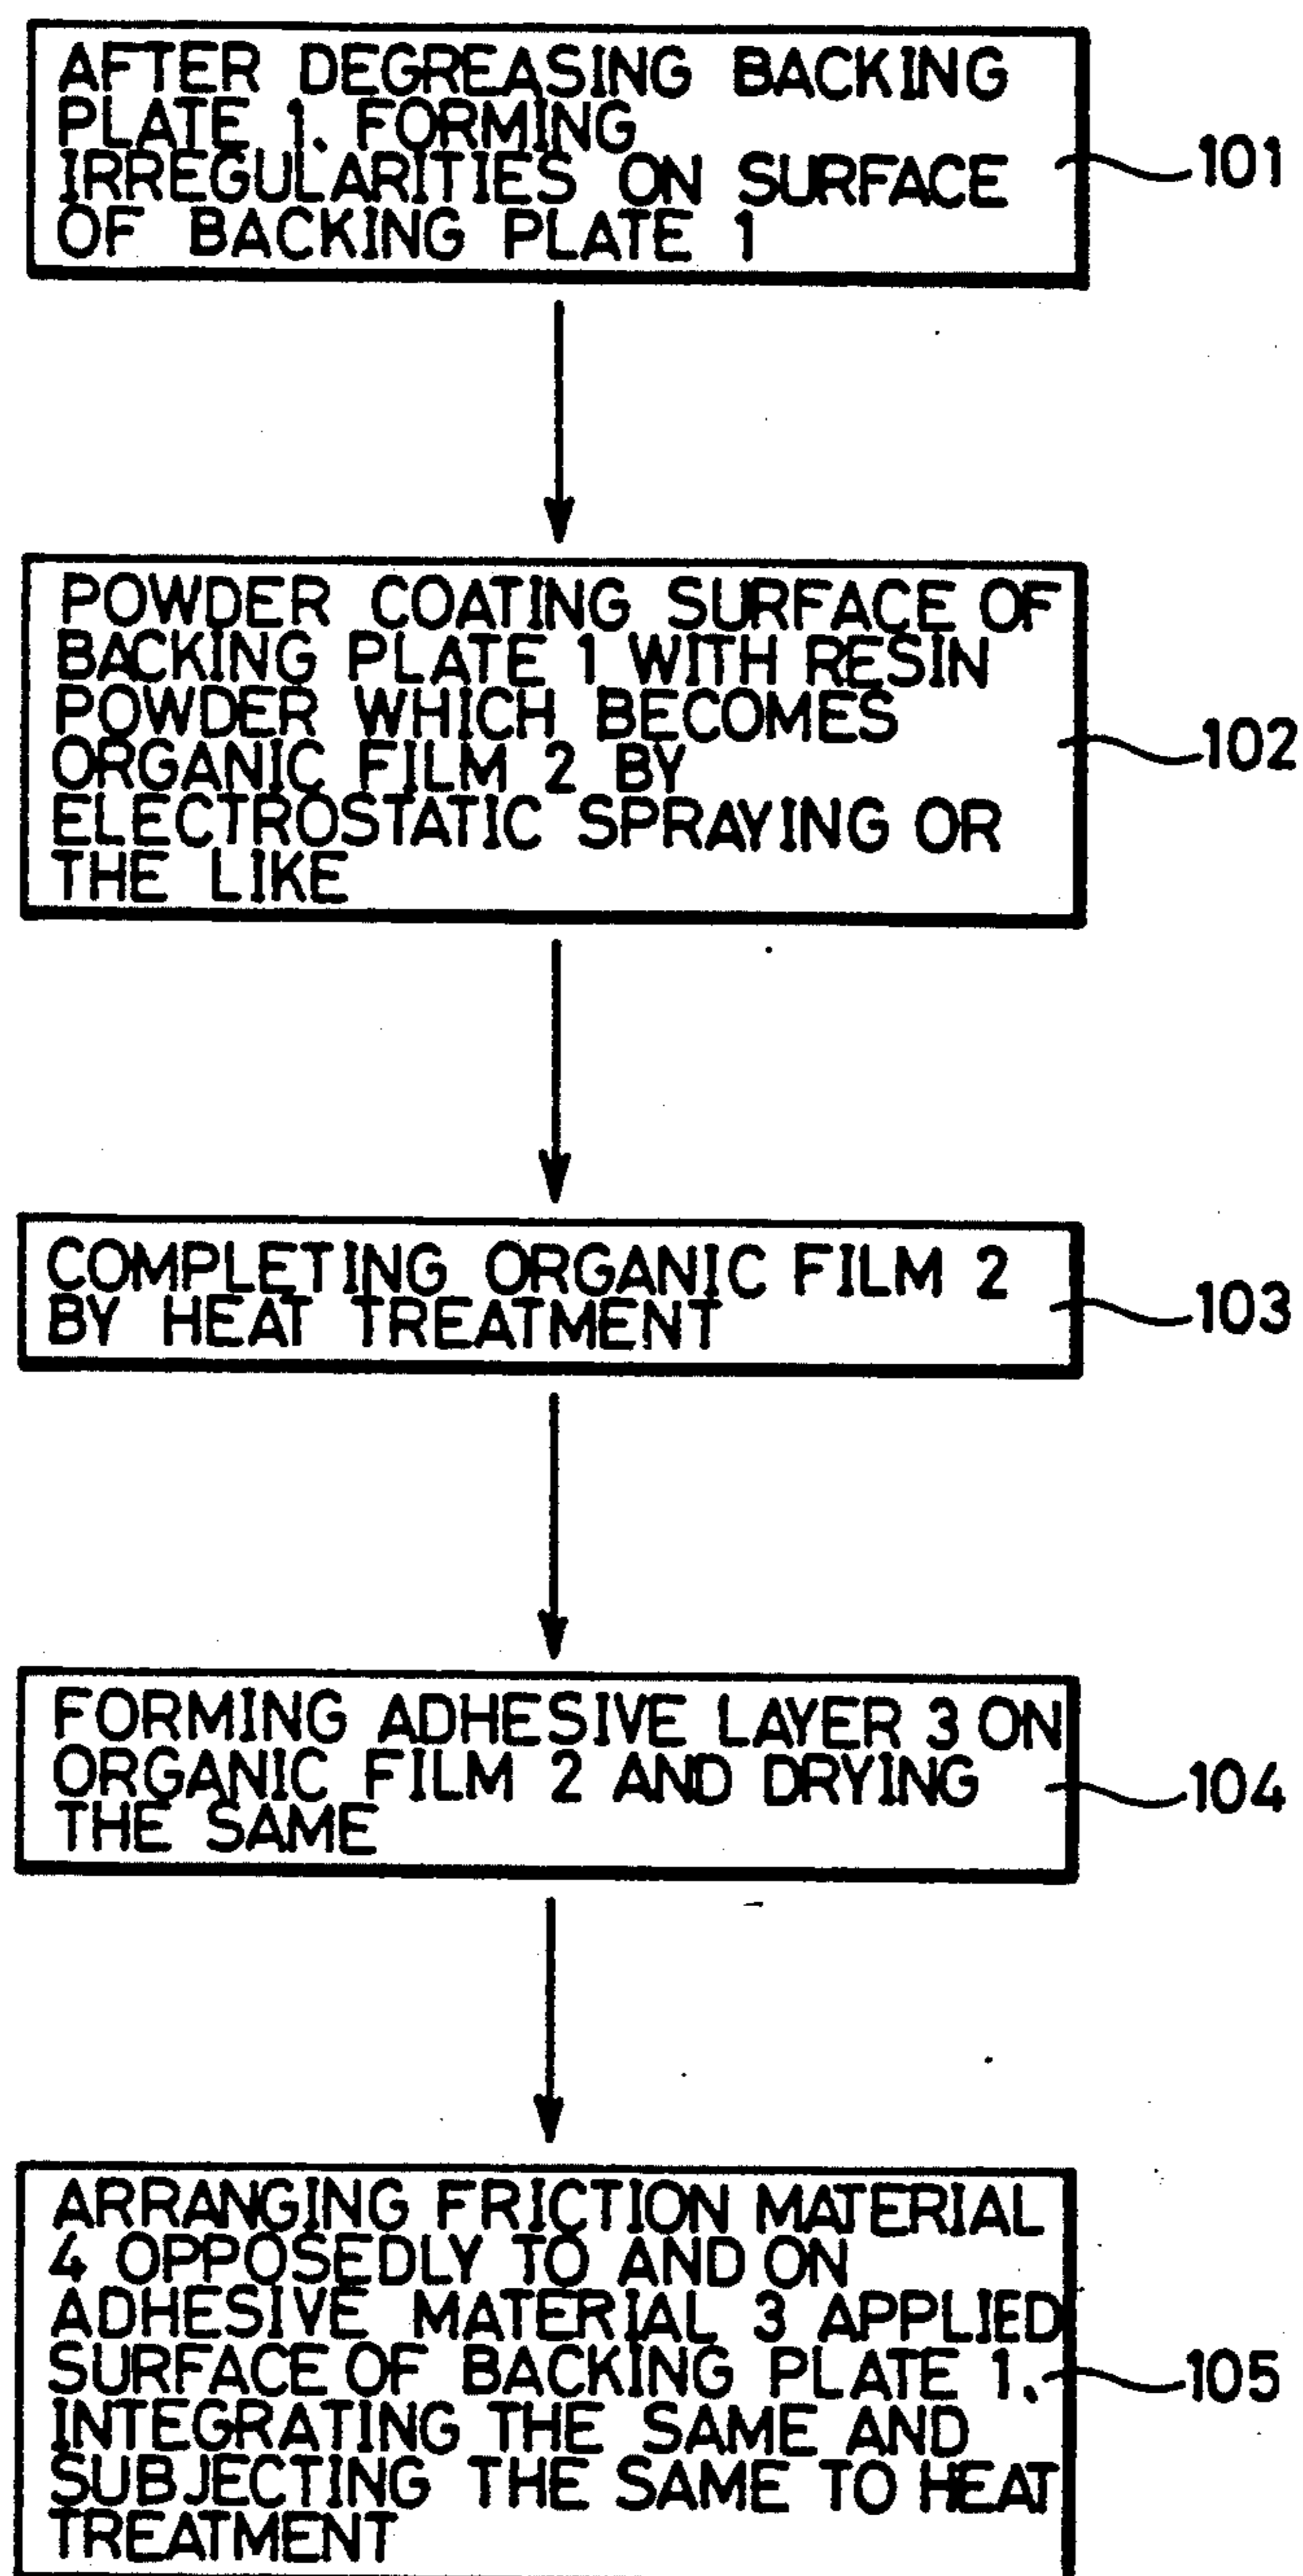 AFTER DEGREASING BACKING
PLATE 1, FORMING
IRREGULARITIES ON SURFACE
OF BACKING PLATE 1
101
POWDER COATING SURFACE OF
BACKING PLATE 1 WITH RESIN
POWDER WHICH BECOMES
ORGANIC FILM 2 BY
ELECTROSTATIC SPRAYING OR
THE LIKE
102
COMPLETING ORGANIC FILM 2
BY HEAT TREATMENT
103
FORMING ADHESIVE LAYER 3 ON
ORGANIC FILM 2 AND DRYING
THE SAME
104
ARRANGING FRICTION MATERIAL
4 OPPOSEDLY TO AND ON
ADHESIVE MATERIAL 3 APPLIED
SURFACE OF BACKING PLATE 1,
INTEGRATING THE SAME AND
SUBJECTING THE SAME TO HEAT
TREATMENT
105